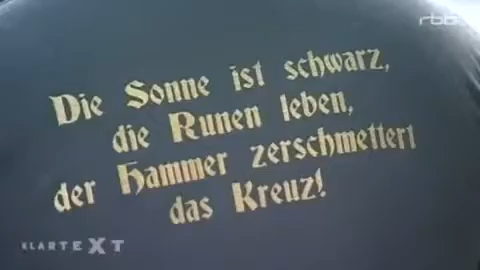 rbb
Die Sonne ist schwarz,
die Runen leben,
der Hammer zerschmettert
das Kreuz!
KLARTEXT